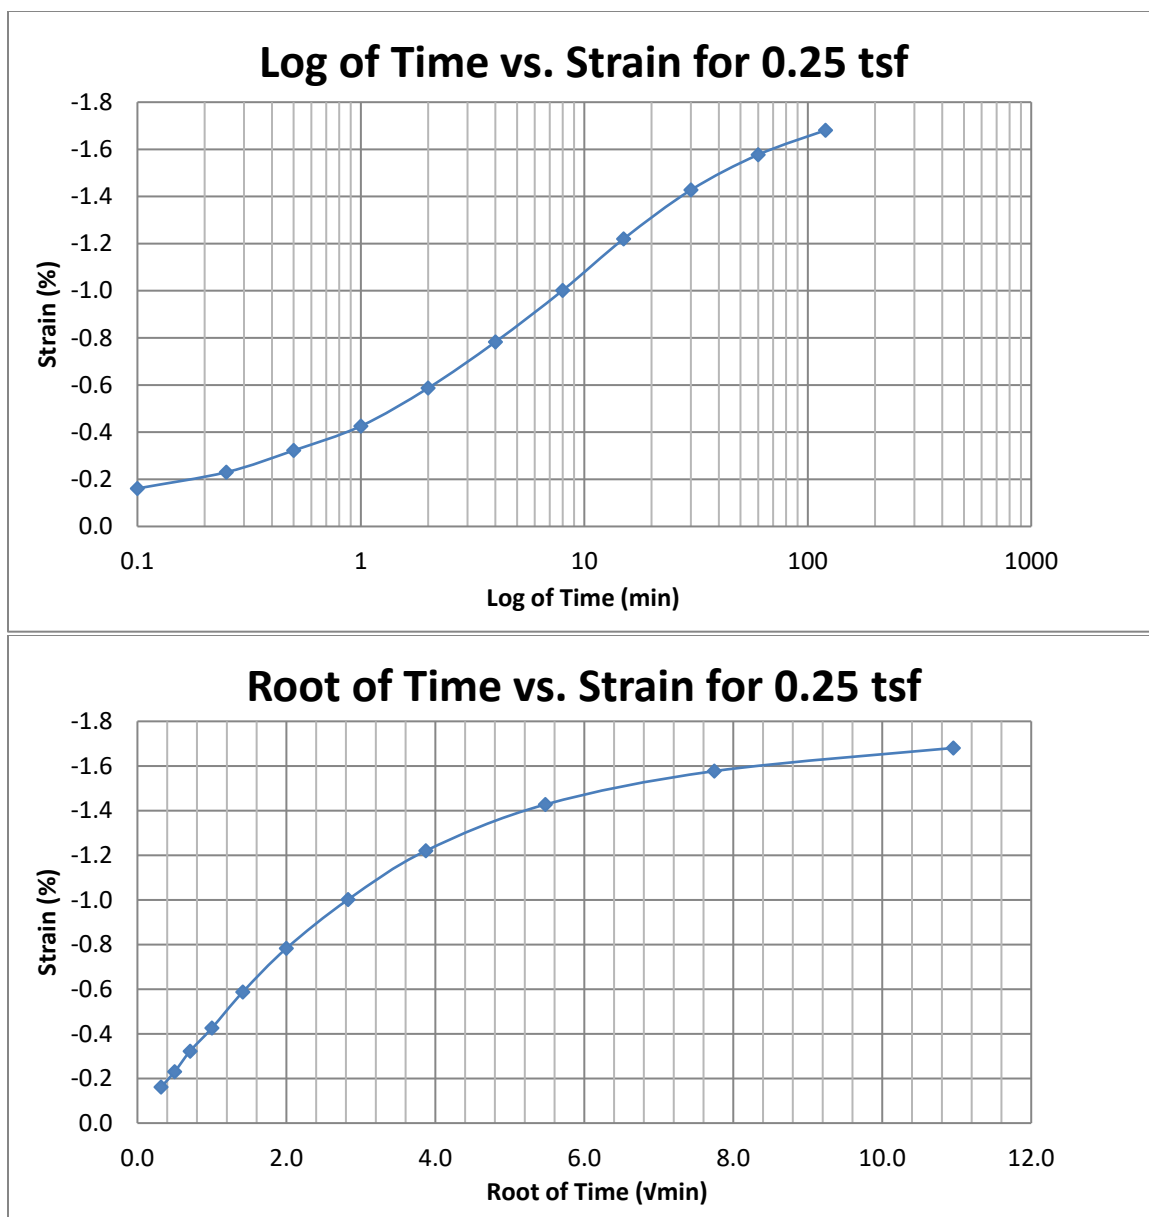 Log of Time vs. Strain for 0.25 tsf
-1.8
-1.6
-1.4
-1.2
-1.0
-0.8
-0.6
-0.4
-0.2
0.0
Strain (%)
0.1 1 10 100 1000
Log of Time (min)
Root of Time vs. Strain for 0.25 tsf
-1.8
-1.6
-1.4
-1.2
-1.0
-0.8
-0.6
-0.4
-0.2
0.0
Strain (%)
0.0 2.0 4.0 6.0 8.0 10.0 12.0
Root of Time (√min)